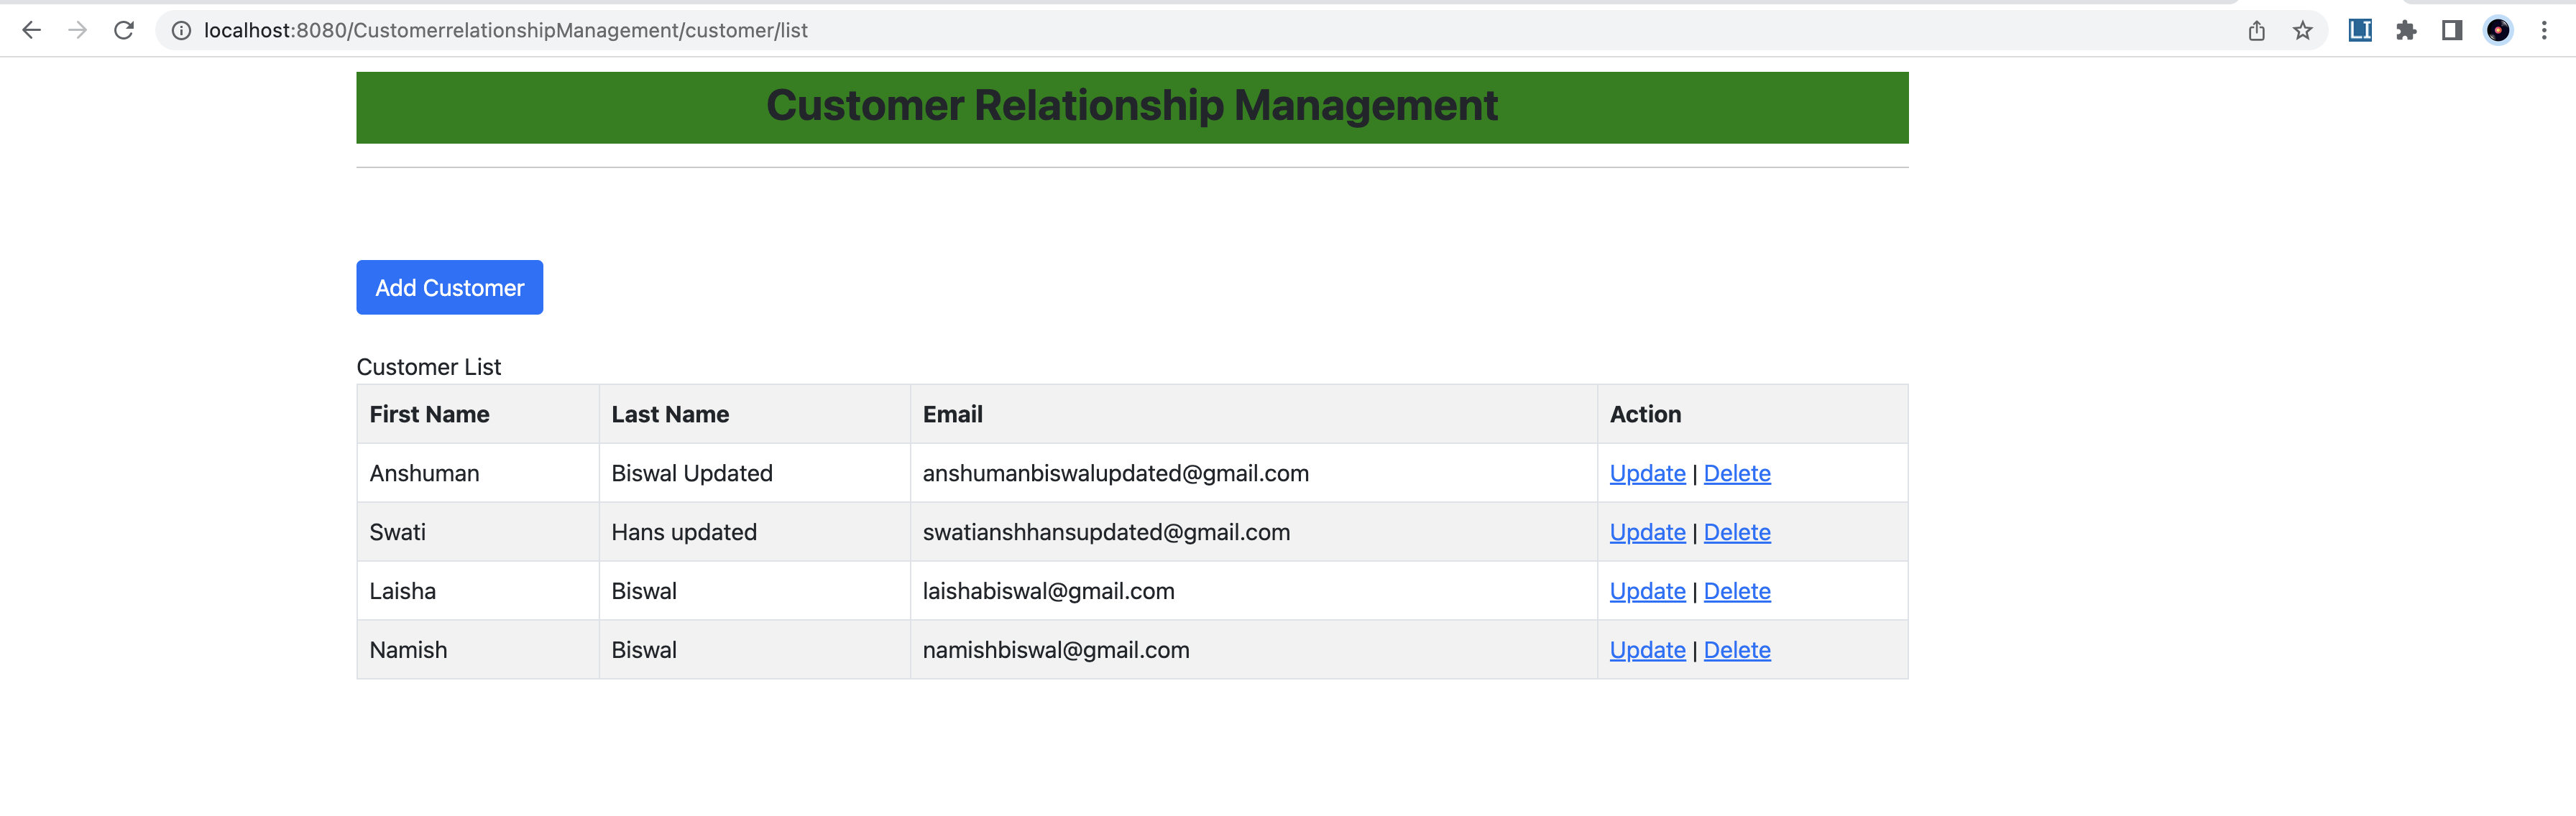 localhost:8080/CustomerrelationshipManagement/customer/list
LI
Customer Relationship Management
Add Customer
Customer List
First Name Last Name Email Action
Anshuman Biswal Updated anshumanbiswalupdated@gmail.com Update | Delete
Swati Hans updated swatianshhansupdated@gmail.com Update | Delete
Laisha Biswal laishabiswal@gmail.com Update | Delete
Namish Biswal namishbiswal@gmail.com Update | Delete